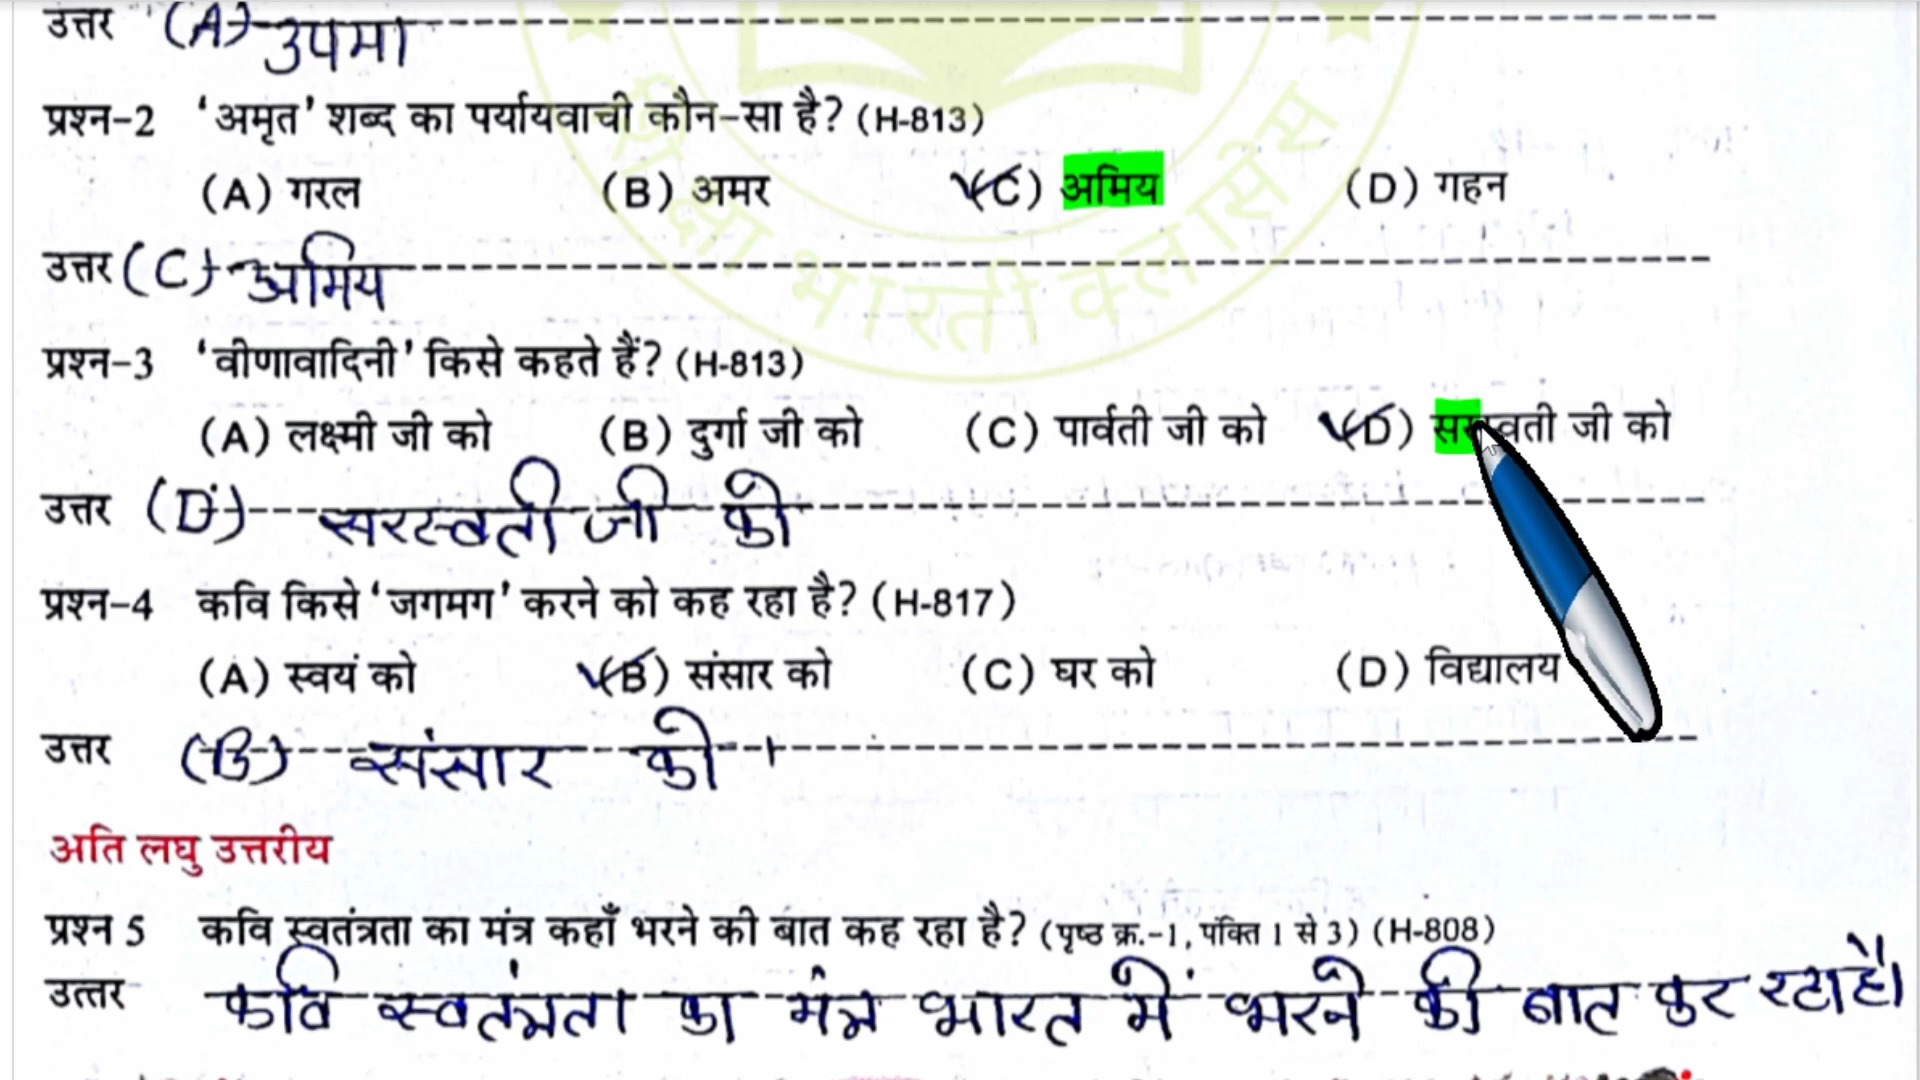 उत्तर (A) उपमा
प्रश्न-2 ‘अमृत’ शब्द का पर्यायवाची कौन-सा है? (H-813)
(A) गरल (B) अमर (C) अमिय (D) गहन
उत्तर (C) अमिय
प्रश्न-3 ‘वीणावादिनी’ किसे कहते हैं? (H-813)
(A) लक्ष्मी जी को (B) दुर्गा जी को (C) पार्वती जी को (D) सरस्वती जी को
उत्तर (D) सरस्वती जी को
प्रश्न-4 कवि किसे ‘जगमग’ करने को कह रहा है? (H-817)
(A) स्वयं को (B) संसार को (C) घर को (D) विद्यालय
उत्तर (B) संसार को ।
अति लघु उत्तरीय
प्रश्न 5 कवि स्वतंत्रता का मंत्र कहाँ भरने की बात कह रहा है? (पृष्ठ क्र.-1, पंक्ति 1 से 3) (H-808)
उत्तर कवि स्वतंत्रता का मंत्र भारत में भरने की बात कर रहा है।
भारती क्लासेस